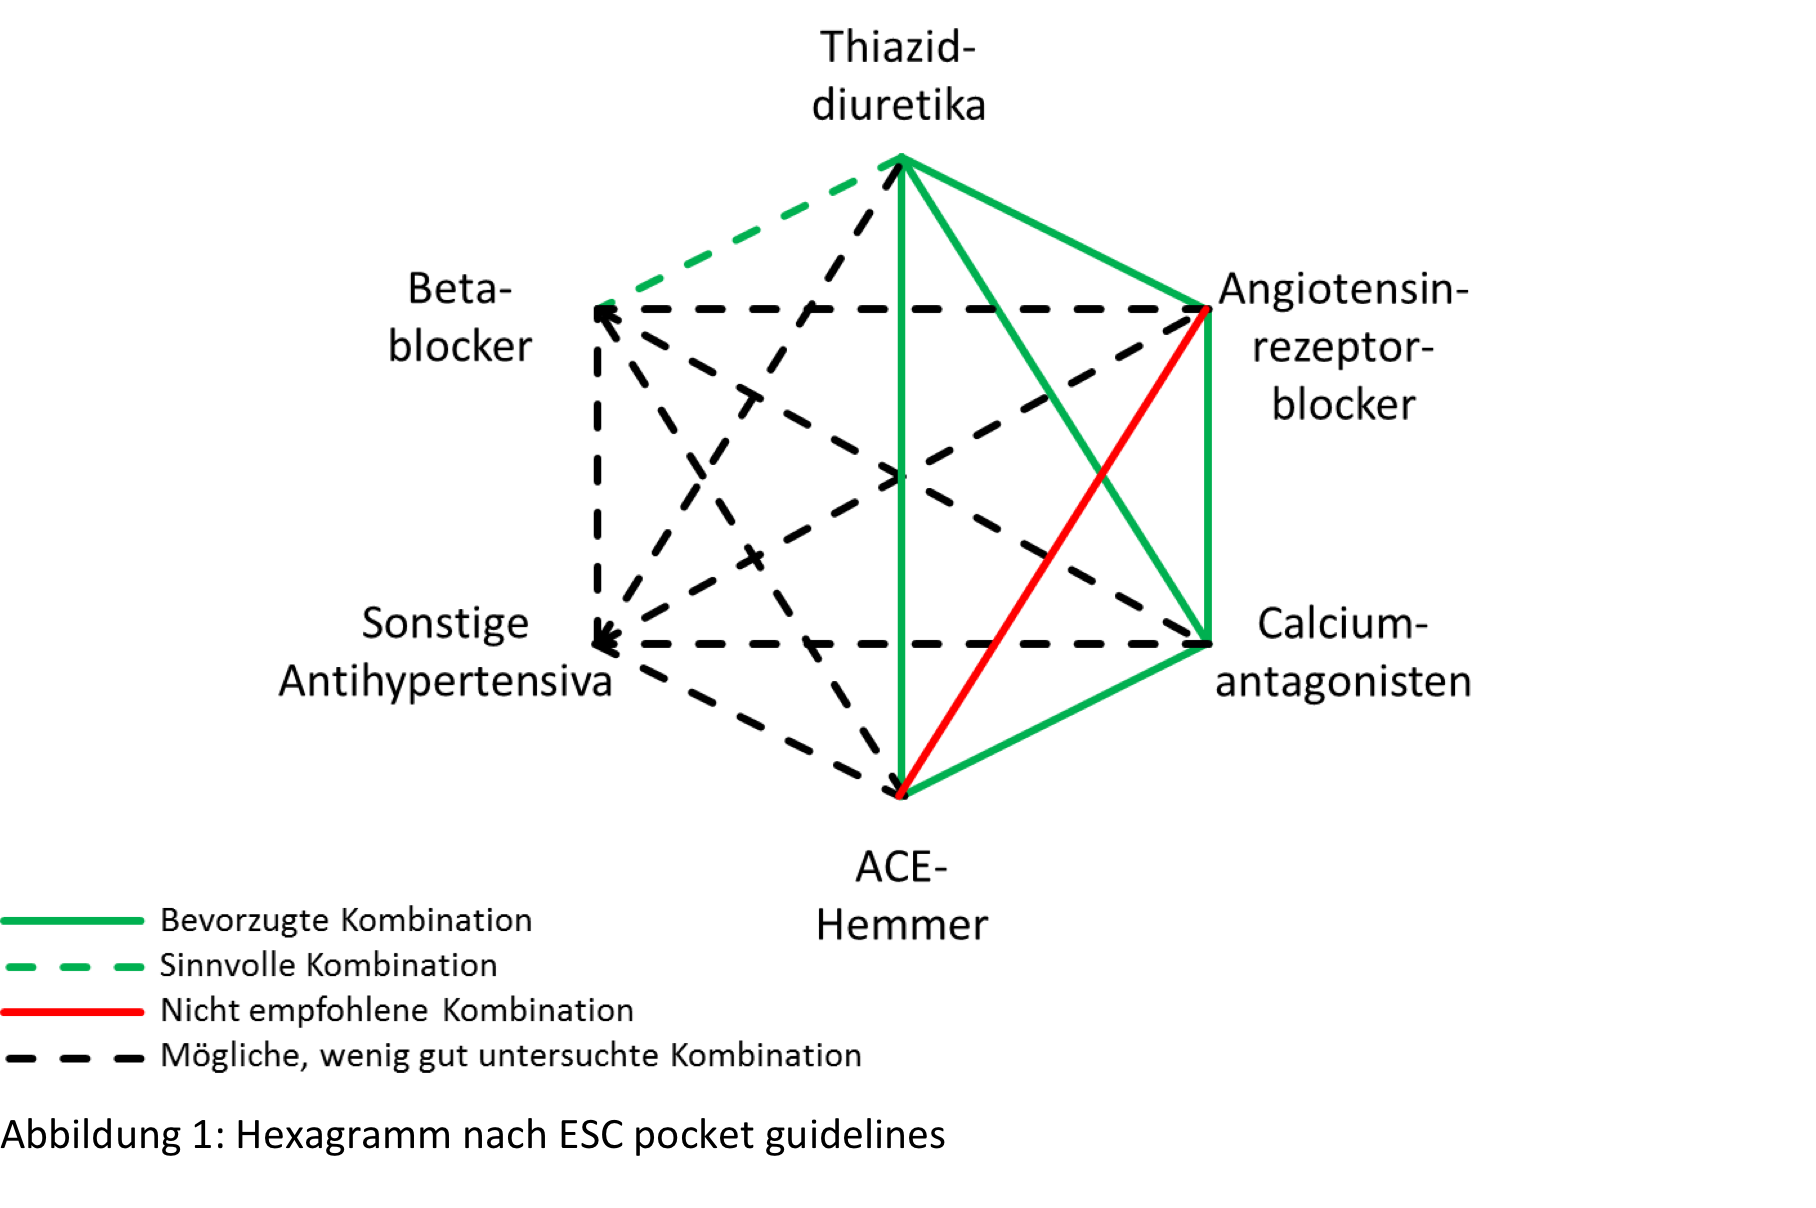 Thiazid-
diuretika
Beta-
blocker
Angiotensin-
rezeptor-
blocker
Sonstige
Antihypertensiva
Calcium-
antagonisten
ACE-
Hemmer
Bevorzugte Kombination
Sinnvolle Kombination
Nicht empfohlene Kombination
Mögliche, wenig gut untersuchte Kombination
Abbildung 1: Hexagramm nach ESC pocket guidelines